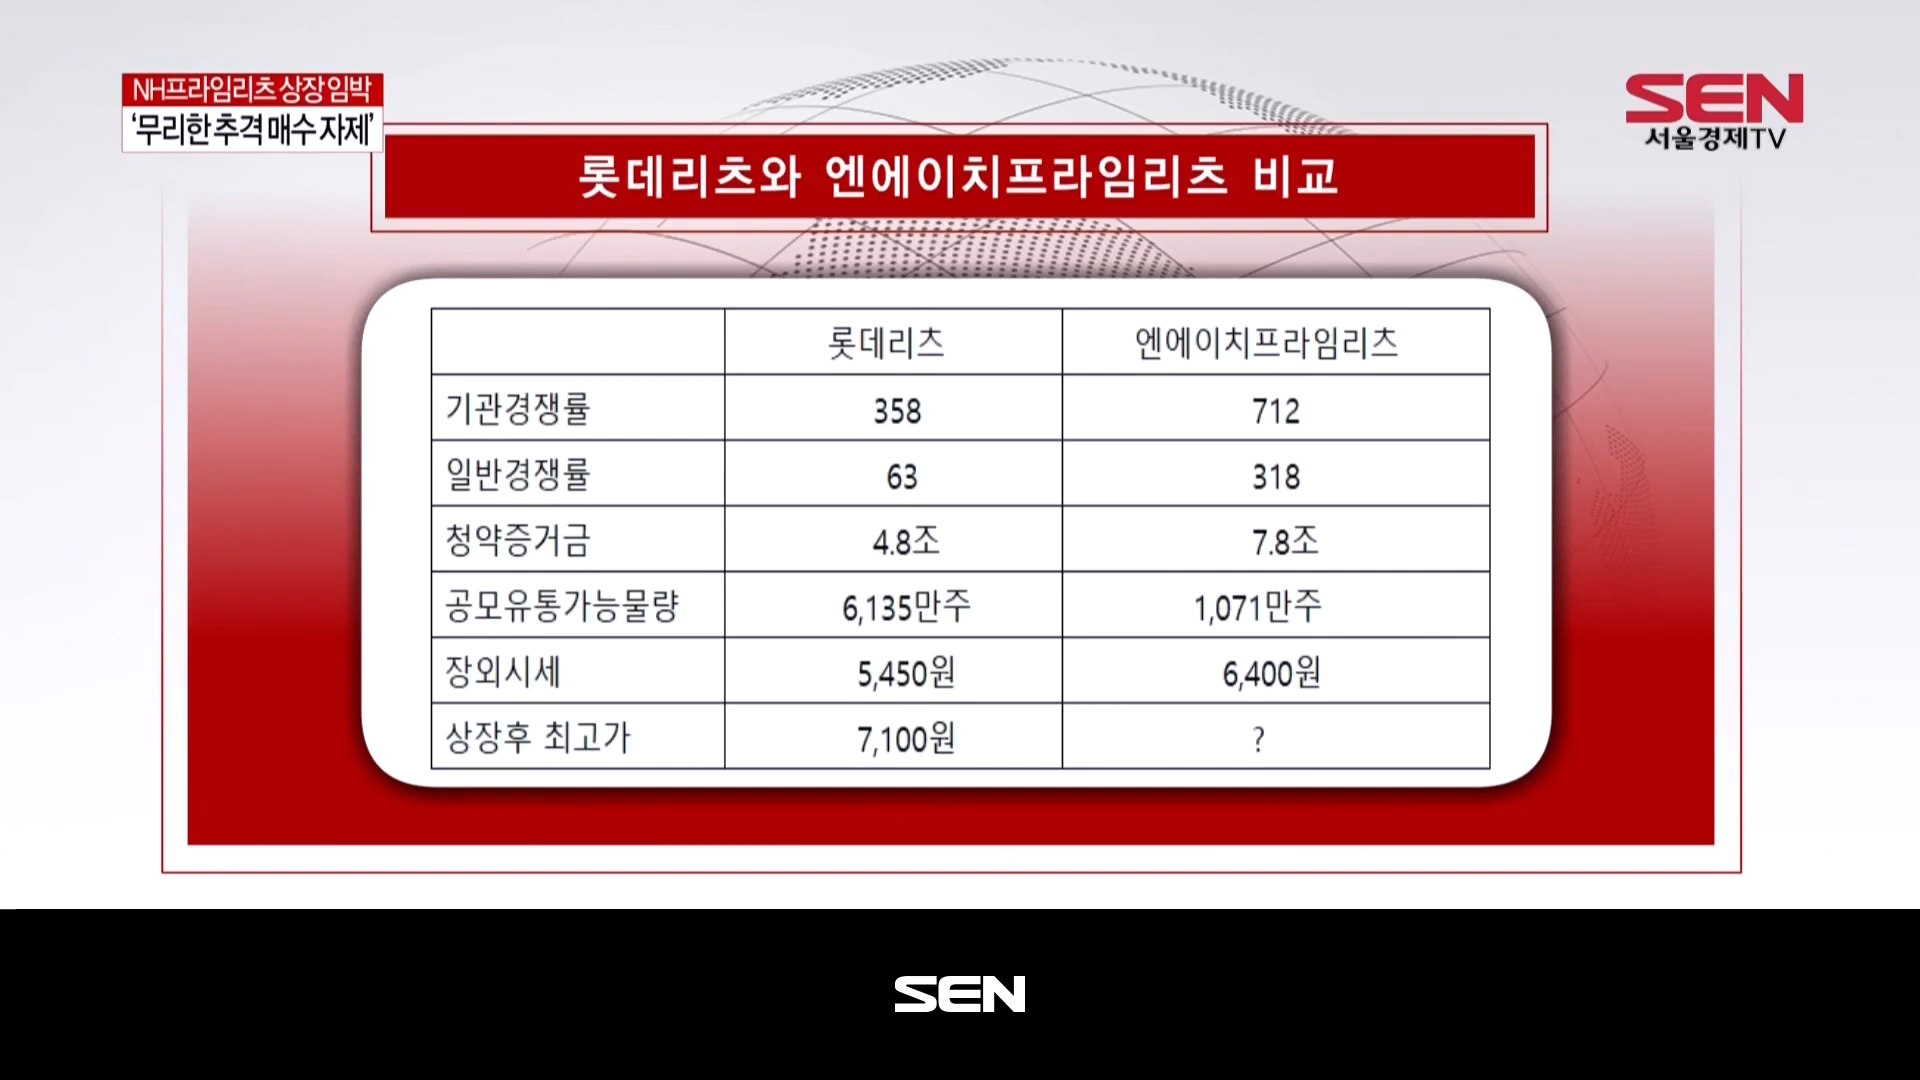 NH프라임리츠 상장 임박
‘무리한 추격 매수 자제’
SEN
서울경제TV
롯데리츠와 엔에이치프라임리츠 비교
롯데리츠 엔에이치프라임리츠
기관경쟁률 358 712
일반경쟁률 63 318
청약증거금 4.8조 7.8조
공모유통가능물량 6,135만주 1,071만주
장외시세 5,450원 6,400원
상장후 최고가 7,100원 ?
SEN